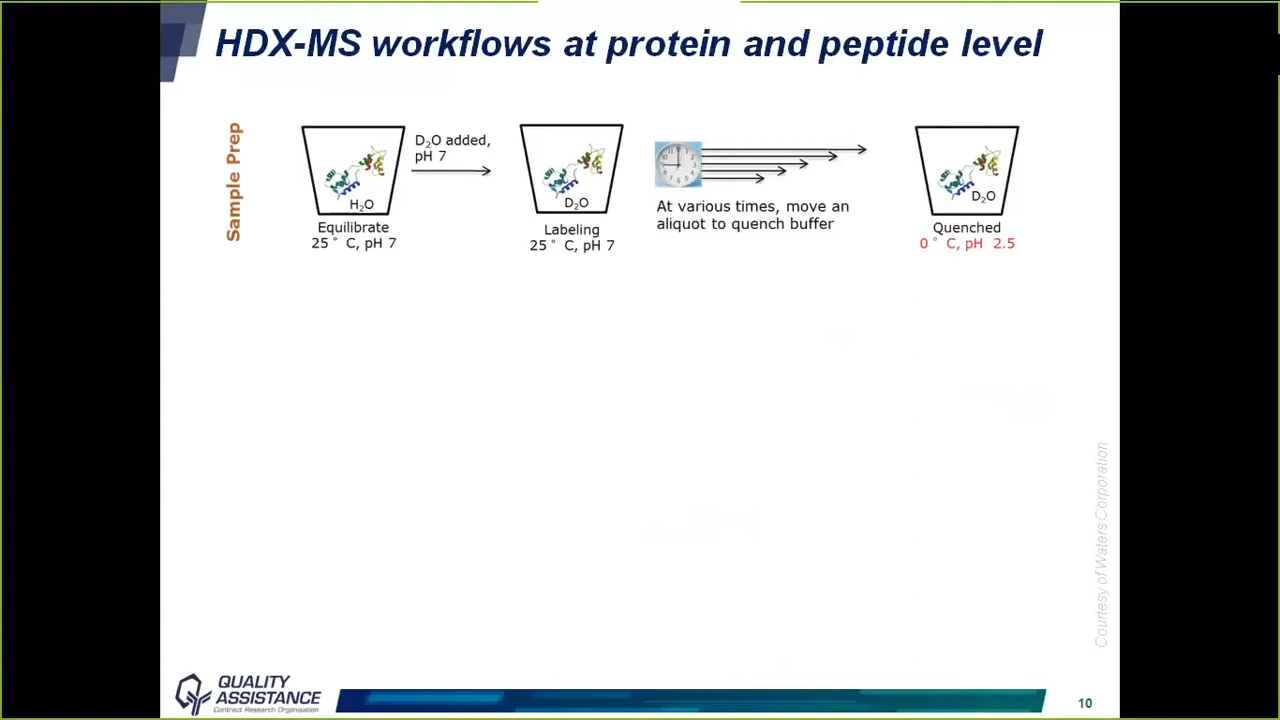 HDX-MS workflows at protein and peptide level
Sample Prep
H₂O
Equilibrate
25° C, pH 7
D₂O added,
pH 7
D₂O
Labeling
25° C, pH 7
At various times, move an
aliquot to quench buffer
D₂O
Quenched
0° C, pH 2.5
Courtesy of Waters Corporation
QUALITY
ASSISTANCE
Contract Research Organisation
10